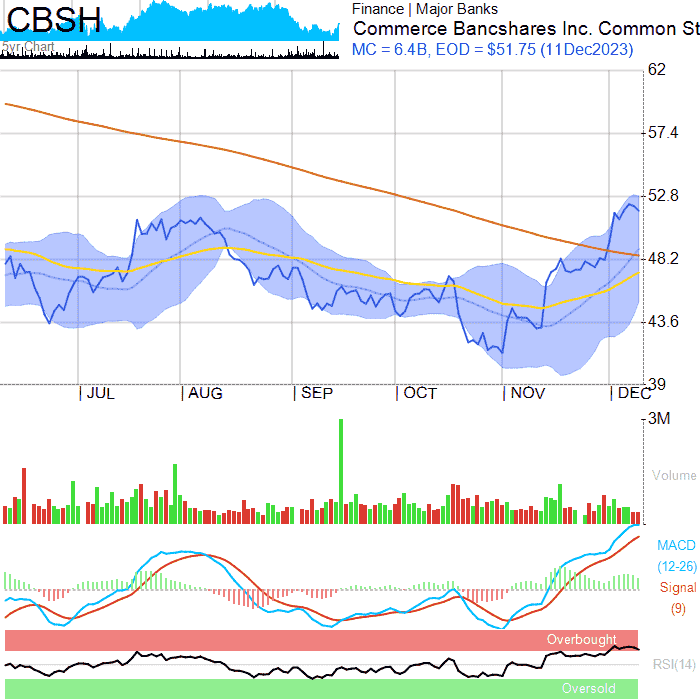 CBSH
5yr Chart
Finance | Major Banks
Commerce Bancshares Inc. Common St
MC = 6.4B, EOD = $51.75 (11Dec2023)
62
57.4
52.8
48.2
43.6
39
JUL AUG SEP OCT NOV DEC
3M
Volume
MACD
(12-26)
Signal
(9)
Overbought
RSI(14)
Oversold